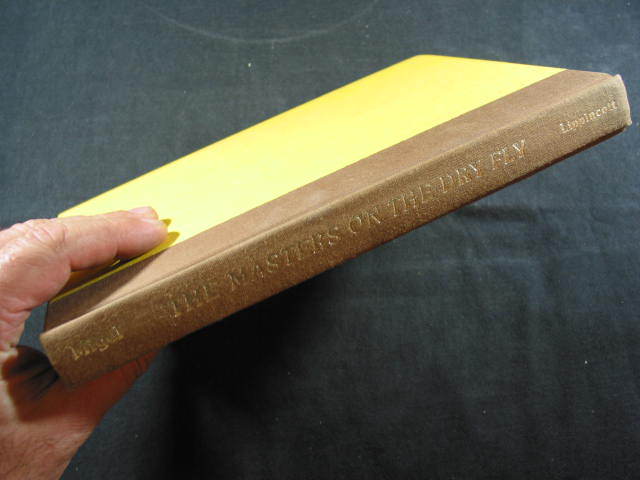 Migel
THE MASTERS ON THE DRY FLY
Lippincott